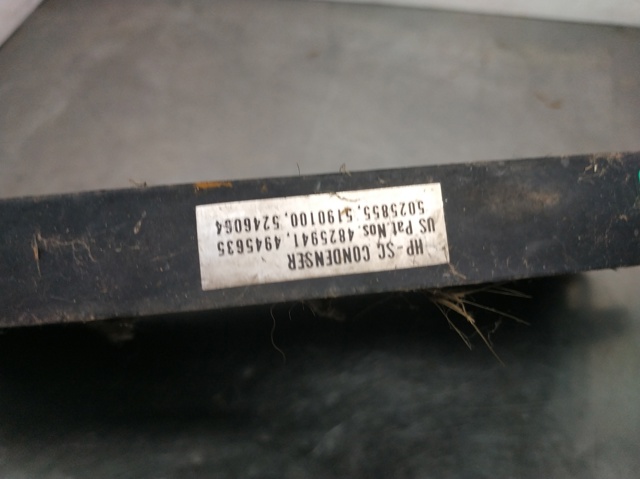 HP-SC CONDENSER
US Pat.Nos. 4825941, 4945635
5025855, 5190100, 5246064